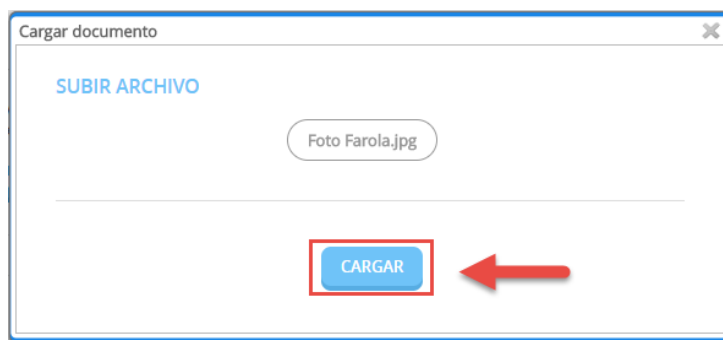 Cargar documento
SUBIR ARCHIVO
Foto Farola.jpg
CARGAR